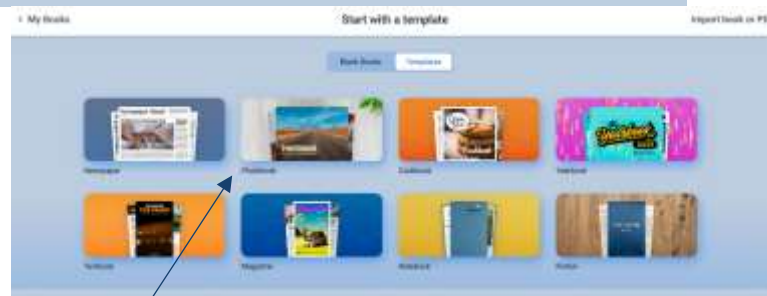 < My Books
Start with a template
Import book or PD
Blank Books
Templates
Newspaper
Photobook
Cookbook
Yearbook
Textbook
Magazine
Notebook
Fiction